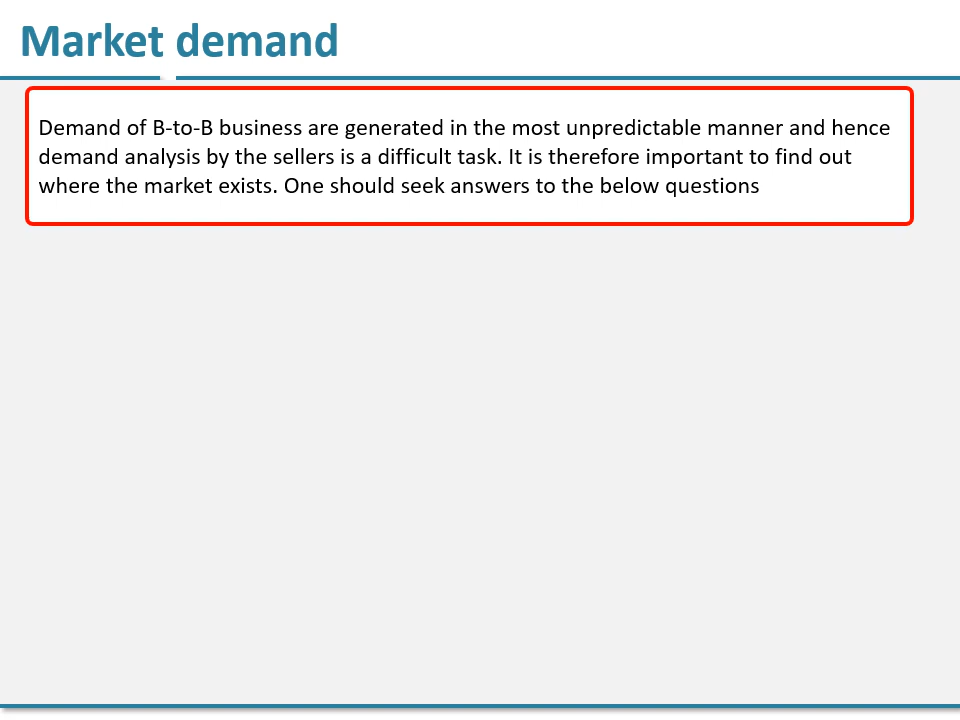 Market demand
Demand of B-to-B business are generated in the most unpredictable manner and hence
demand analysis by the sellers is a difficult task. It is therefore important to find out
where the market exists. One should seek answers to the below questions